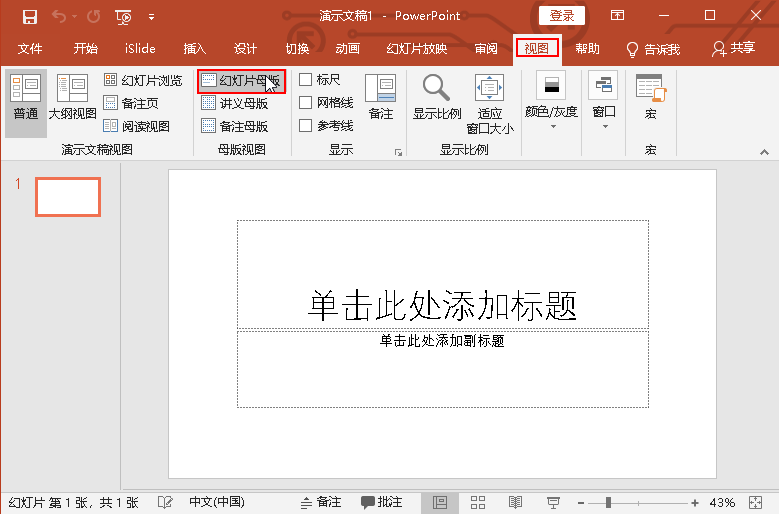 演示文稿1 - PowerPoint
登录
文件 开始 iSlide 插入 设计 切换 动画 幻灯片放映 审阅 视图 帮助 告诉我 共享
普通
大纲视图
幻灯片浏览
备注页
阅读视图
演示文稿视图
幻灯片母版
讲义母版
备注母版
母版视图
标尺
网格线
参考线
备注
显示
显示比例
适应
窗口大小
显示比例
颜色/灰度
窗口
宏
宏
1
单击此处添加标题
单击此处添加副标题
幻灯片 第 1 张，共 1 张 中文(中国) 备注 批注 43%